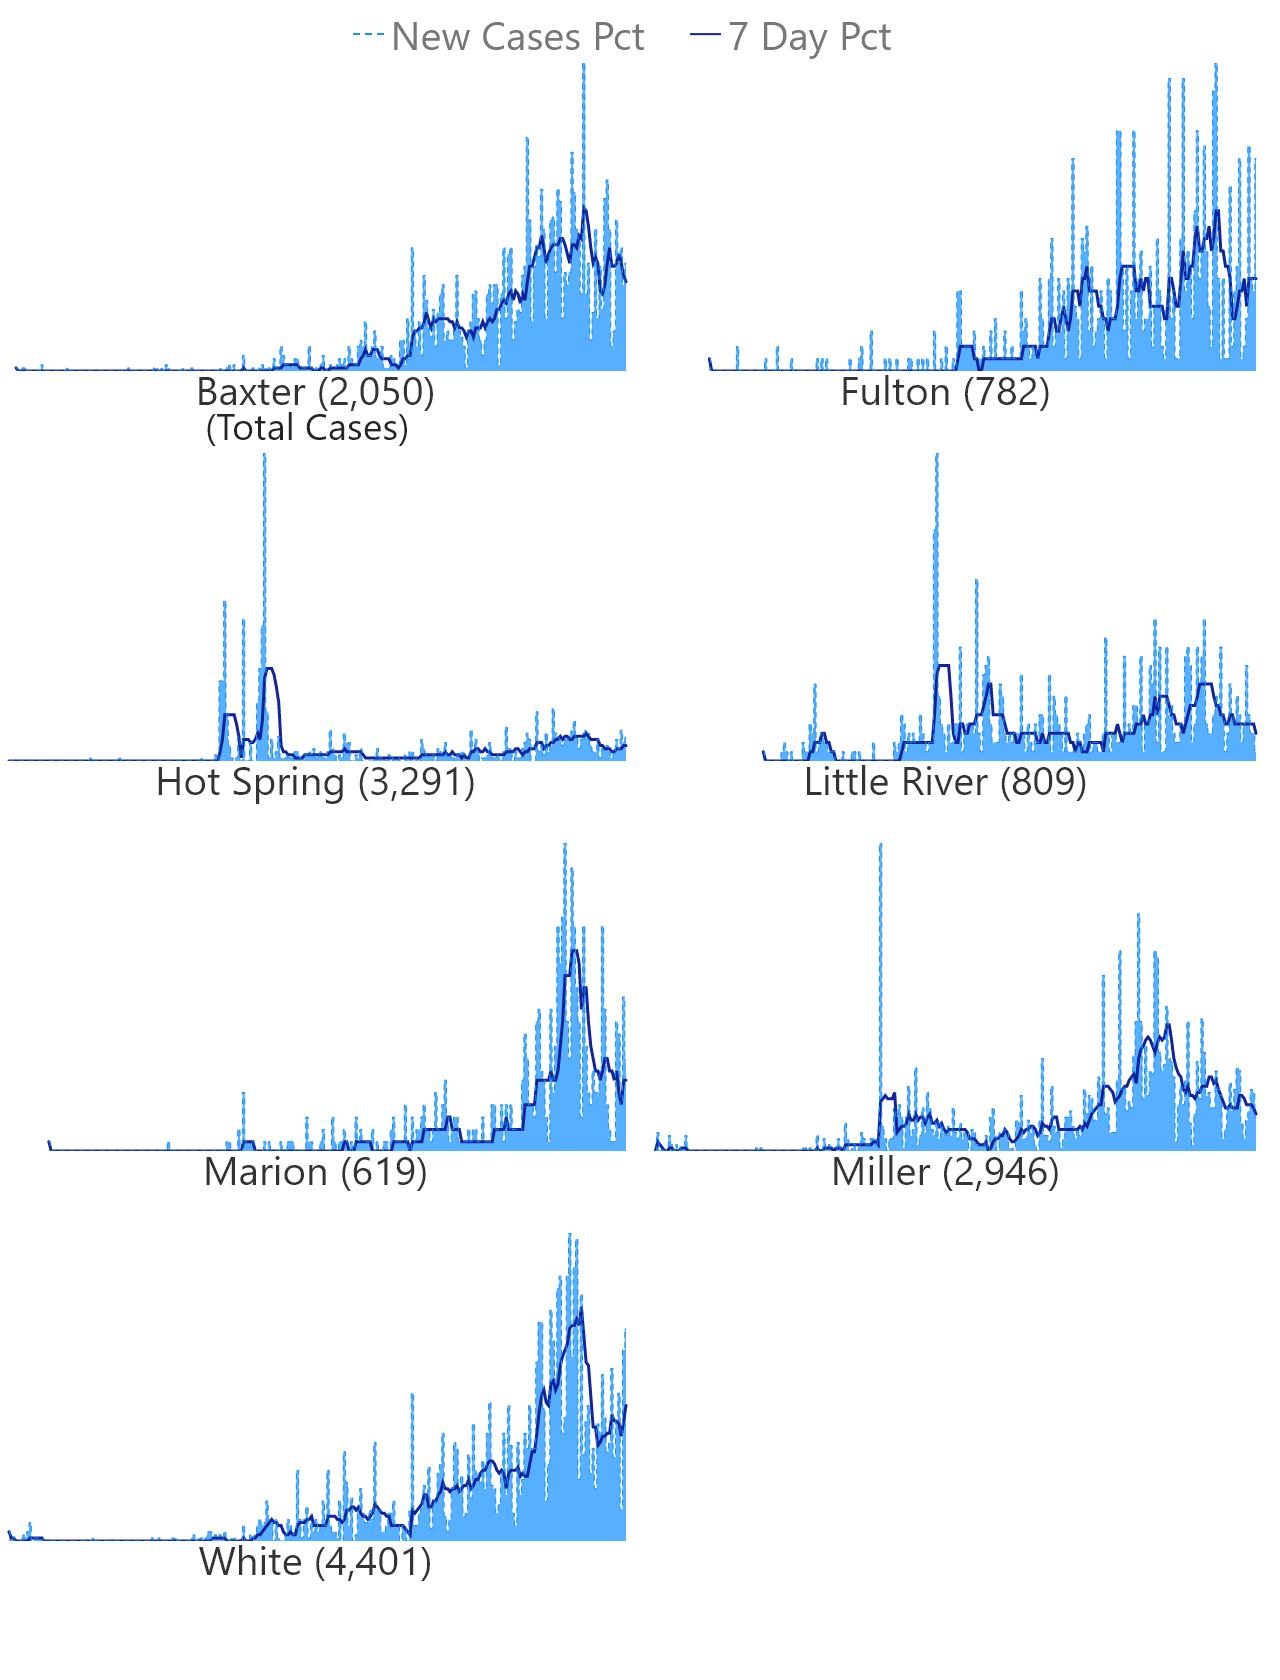 New Cases Pct 7 Day Pct
Baxter (2,050) Fulton (782)
(Total Cases)
Hot Spring (3,291) Little River (809)
Marion (619) Miller (2,946)
White (4,401)